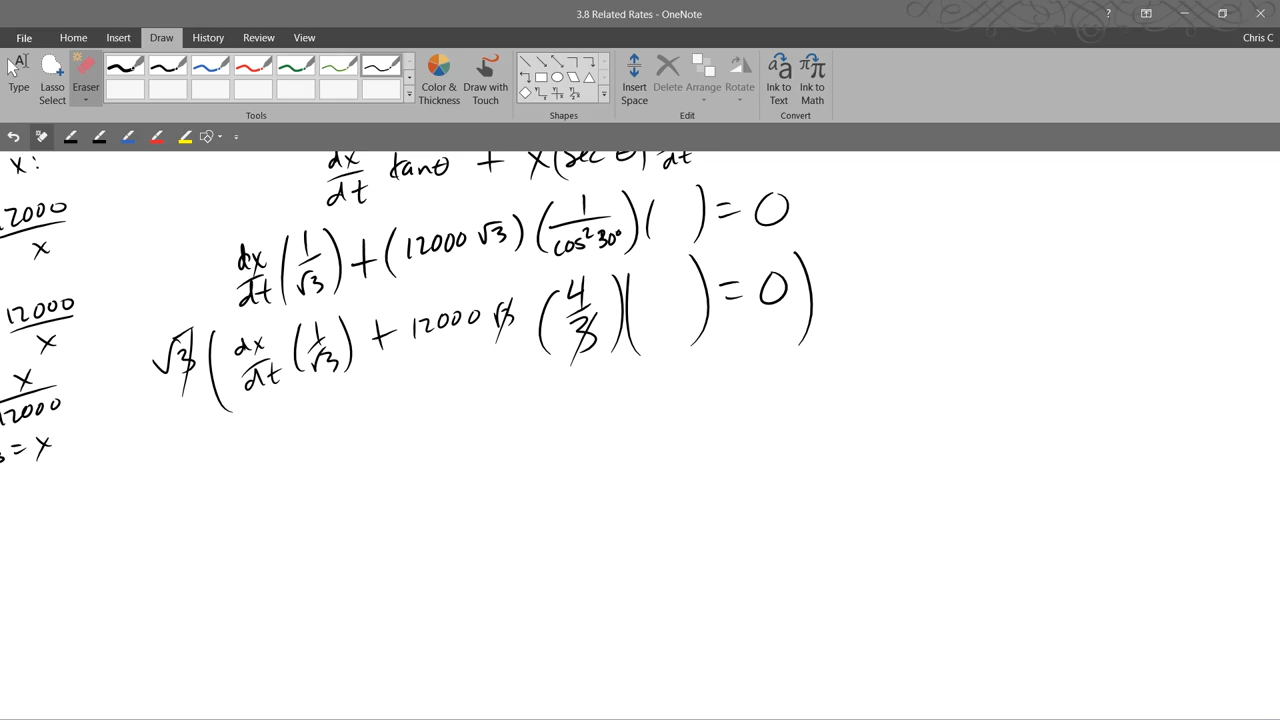 3.8 Related Rates - OneNote
File Home Insert Draw History Review View Chris C
Type Lasso Select Eraser Color & Thickness Draw with Touch Insert Space Delete Arrange Rotate Ink to Text Ink to Math
Tools Shapes Edit Convert
x:
dx/dt tanθ + x(sec θ) dt
12000/x
dx/dt (1/√3) + (12000 √3) (1/cos² 30°) ( ) = 0
12000/x
√3 (dx/dt (1/√3) + 12000 √3 (4/3) ( ) = 0)
x/12000
= x